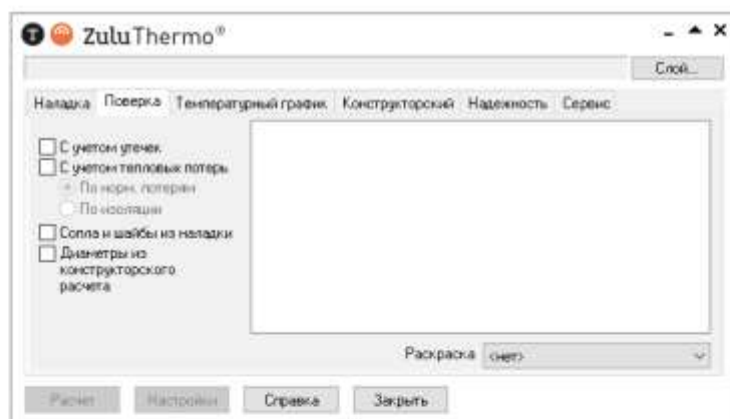 ZuluThermo®
Слой...
Наладка Поверка Температурный график Конструкторский Надежность Сервис
С учетом утечек
С учетом тепловых потерь
По норм. потерям
По изоляции
Сопла и шайбы из наладки
Диаметры из
конструкторского
расчета
Раскраска <нет>
Расчет Настройки Справка Закрыть